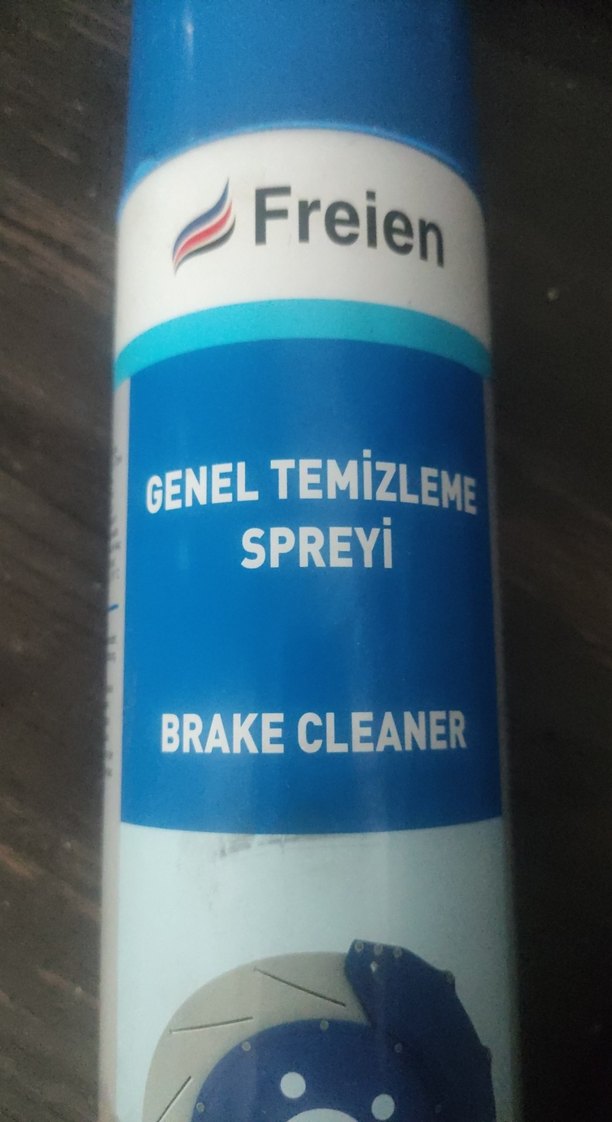 Freien
GENEL TEMİZLEME
SPREYİ
BRAKE CLEANER